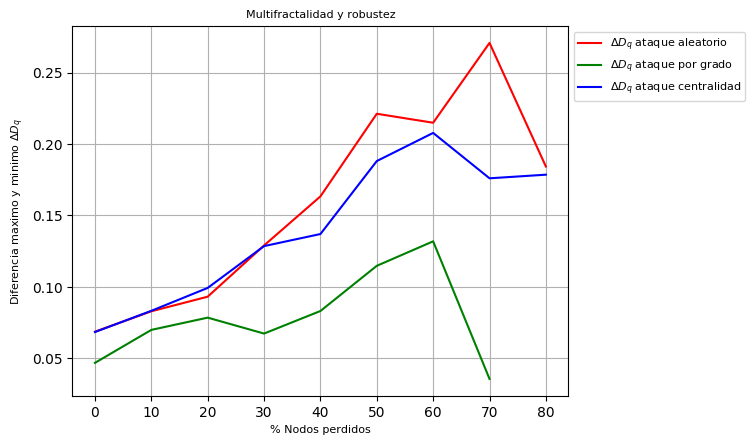 Multifractalidad y robustez
ΔDq ataque aleatorio
ΔDq ataque por grado
ΔDq ataque centralidad
Diferencia maximo y minimo ΔDq
0.25
0.20
0.15
0.10
0.05
0 10 20 30 40 50 60 70 80
% Nodos perdidos